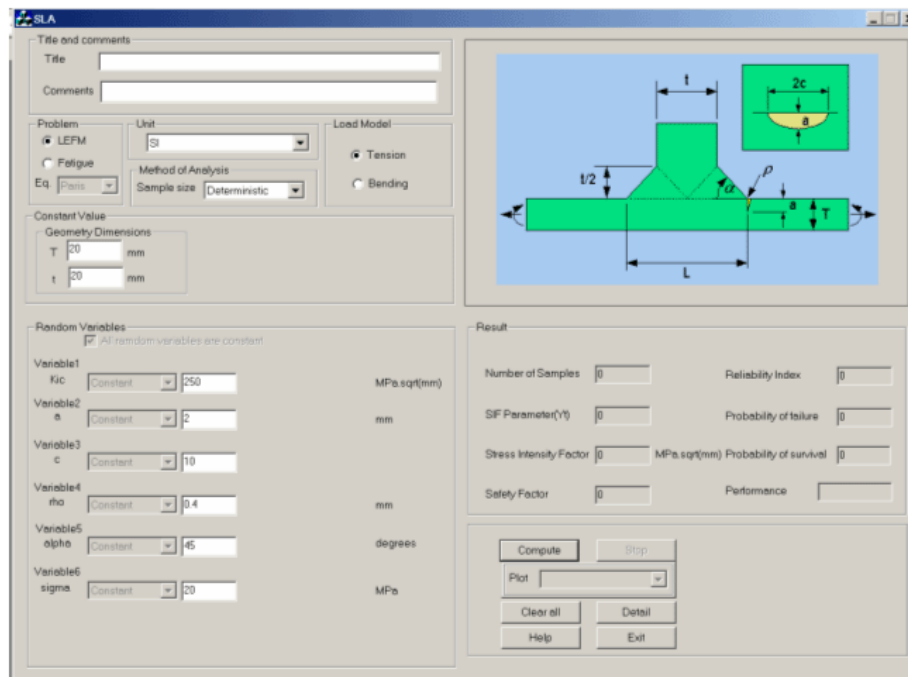 SLA
Title and comments
Title
Comments
Problem
LEFM
Fatigue
Eq. Paris
Unit
SI
Method of Analysis
Sample size Deterministic
Load Model
Tension
Bending
Constant Value
Geometry Dimensions
T 20 mm
t 20 mm
t
2c
a
t/2
α
ρ
a
T
L
Random Variables
All ramdom variables are constant
Variable1
Kic Constant 250 MPa.sqrt(mm)
Variable2
a Constant 2 mm
Variable3
c Constant 10
Variable4
rho Constant 0.4 mm
Variable5
alpha Constant 45 degrees
Variable6
sigma Constant 20 MPa
Result
Number of Samples 0 Reliability Index 0
SIF Parameter(Yt) 0 Probability of failure 0
Stress Intensity Factor 0 MPa.sqrt(mm) Probability of survival 0
Safety Factor 0 Performance
Compute Stop
Plot
Clear all Detail
Help Exit